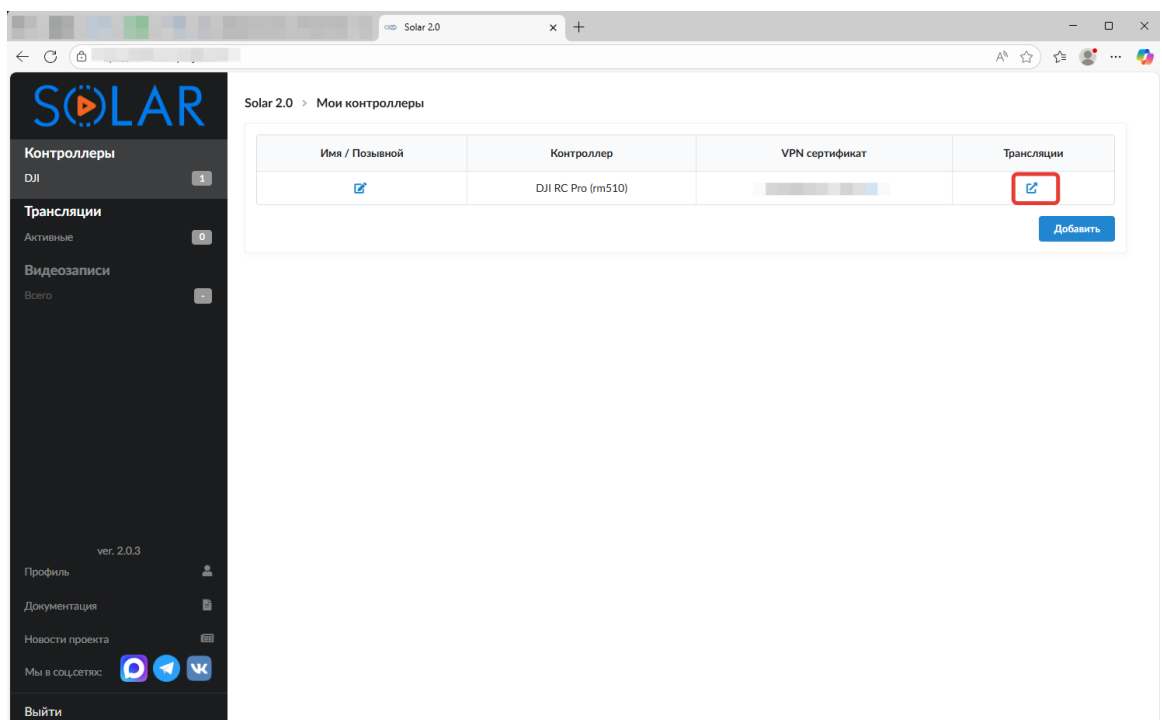 Solar 2.0
SOLAR
Контроллеры
DJI 1
Трансляции
Активные 0
Видеозаписи
Всего -
ver. 2.0.3
Профиль
Документация
Новости проекта
Мы в соц.сетях:
Выйти
Solar 2.0 > Мои контроллеры
Имя / Позывной Контроллер VPN сертификат Трансляции
DJI RC Pro (rm510)
Добавить